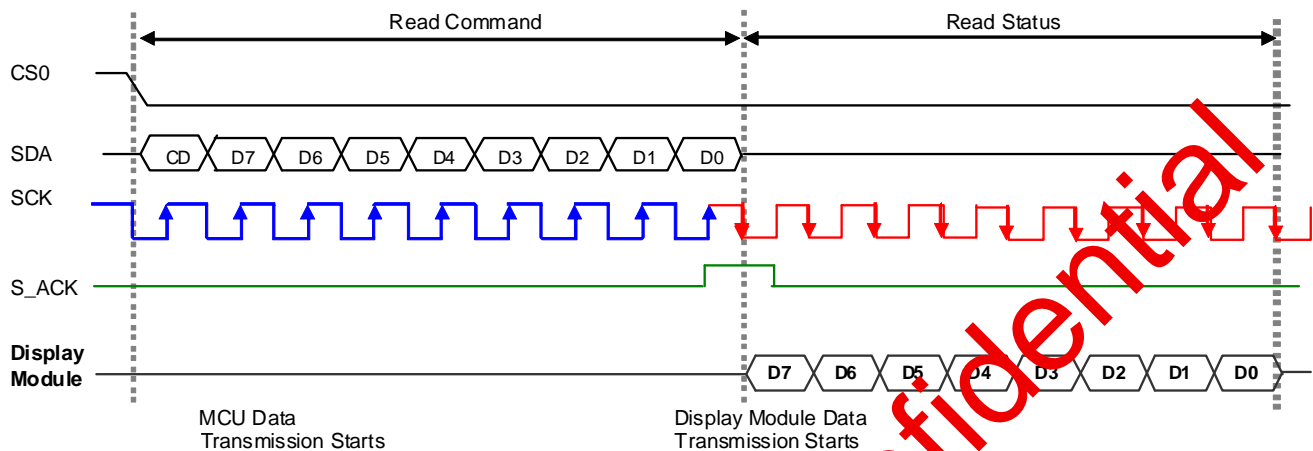 Read Command
Read Status
CS0
SDA
CD D7 D6 D5 D4 D3 D2 D1 D0
SCK
S_ACK
Display
Module
D7 D6 D5 D4 D3 D2 D1 D0
MCU Data
Transmission Starts
Display Module Data
Transmission Starts
nfidential